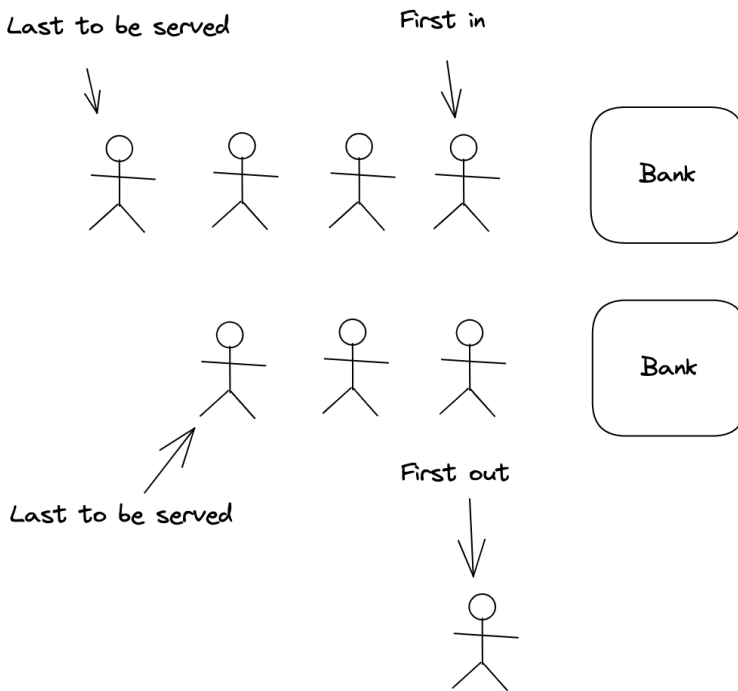 Last to be served
First in
Bank
Bank
First out
Last to be served